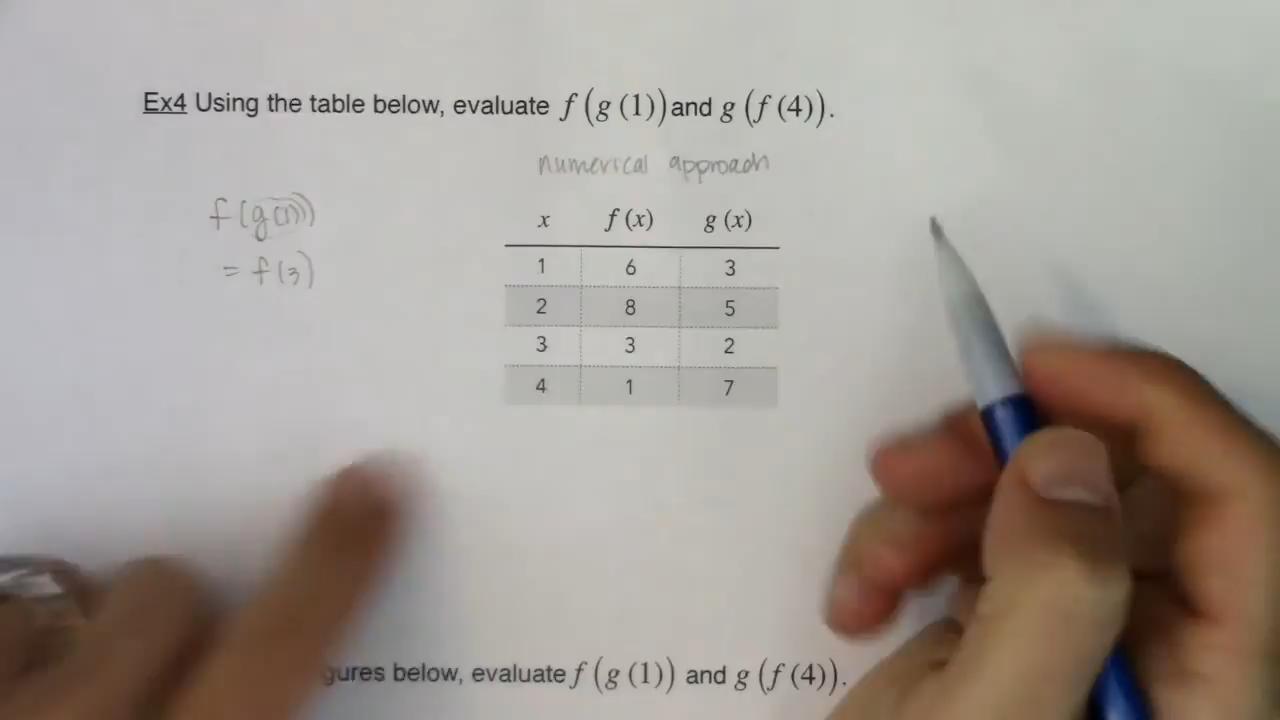 Ex4 Using the table below, evaluate f(g(1)) and g(f(4)).
numerical approach
f(g(1))
= f(3)
x f(x) g(x)
1 6 3
2 8 5
3 3 2
4 1 7
below, evaluate f(g(1)) and g(f(4)).